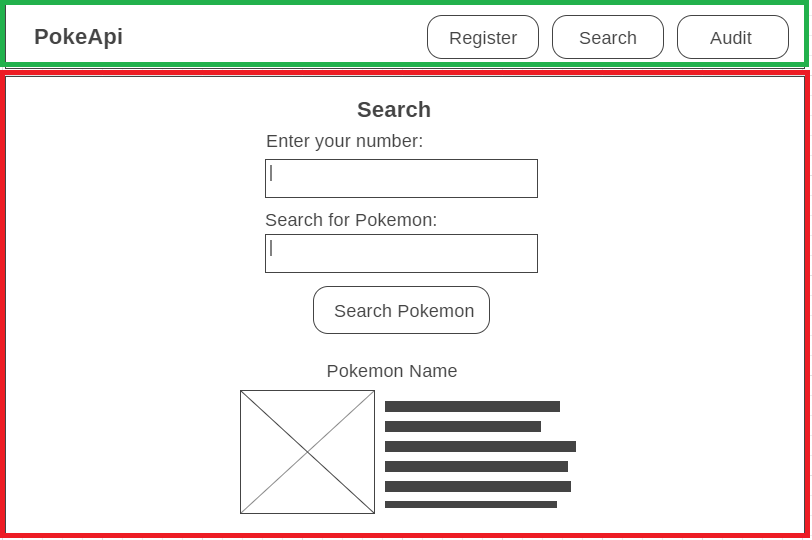 PokeApi
Register
Search
Audit
Search
Enter your number:
Search for Pokemon:
Search Pokemon
Pokemon Name